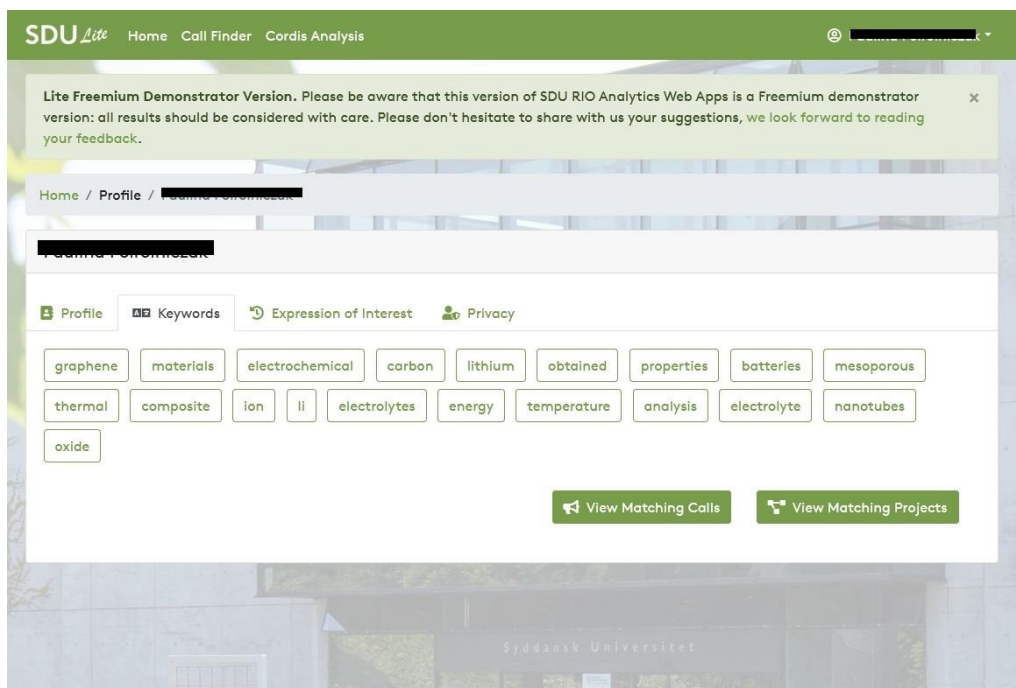 SDU Lite Home Call Finder Cordis Analysis
Lite Freemium Demonstrator Version. Please be aware that this version of SDU RIO Analytics Web Apps is a Freemium demonstrator
version: all results should be considered with care. Please don't hesitate to share with us your suggestions, we look forward to reading
your feedback.
Home / Profile /
Profile Keywords Expression of Interest Privacy
graphene materials electrochemical carbon lithium obtained properties batteries mesoporous
thermal composite ion li electrolytes energy temperature analysis electrolyte nanotubes
oxide
View Matching Calls View Matching Projects
Syddansk Universitet